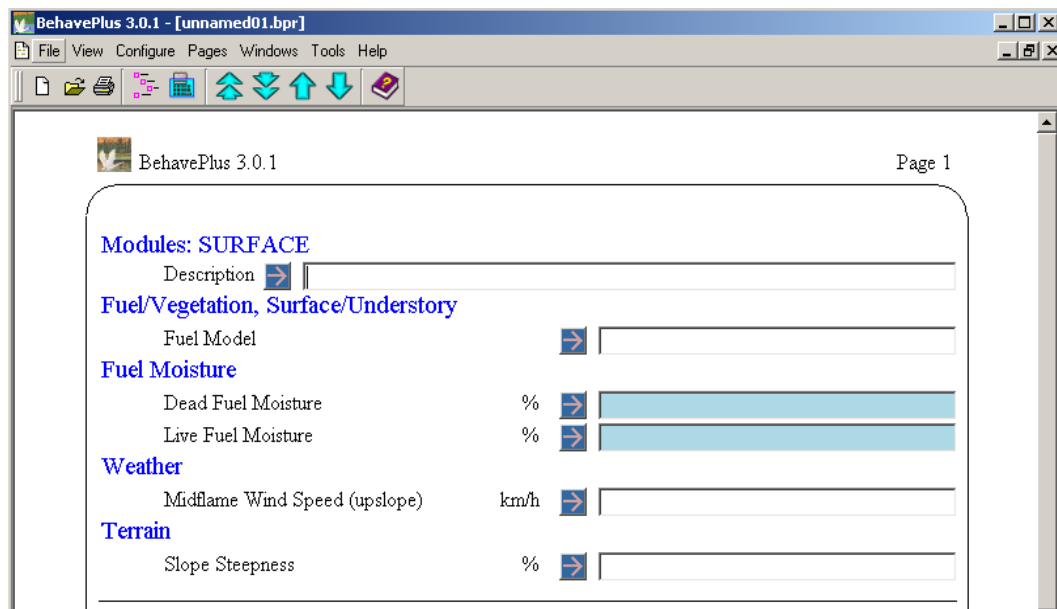 BehavePlus 3.0.1 - [unnamed01.bpr]
File View Configure Pages Windows Tools Help
BehavePlus 3.0.1 Page 1
Modules: SURFACE
Description
Fuel/Vegetation, Surface/Understory
Fuel Model
Fuel Moisture
Dead Fuel Moisture %
Live Fuel Moisture %
Weather
Midflame Wind Speed (upslope) km/h
Terrain
Slope Steepness %